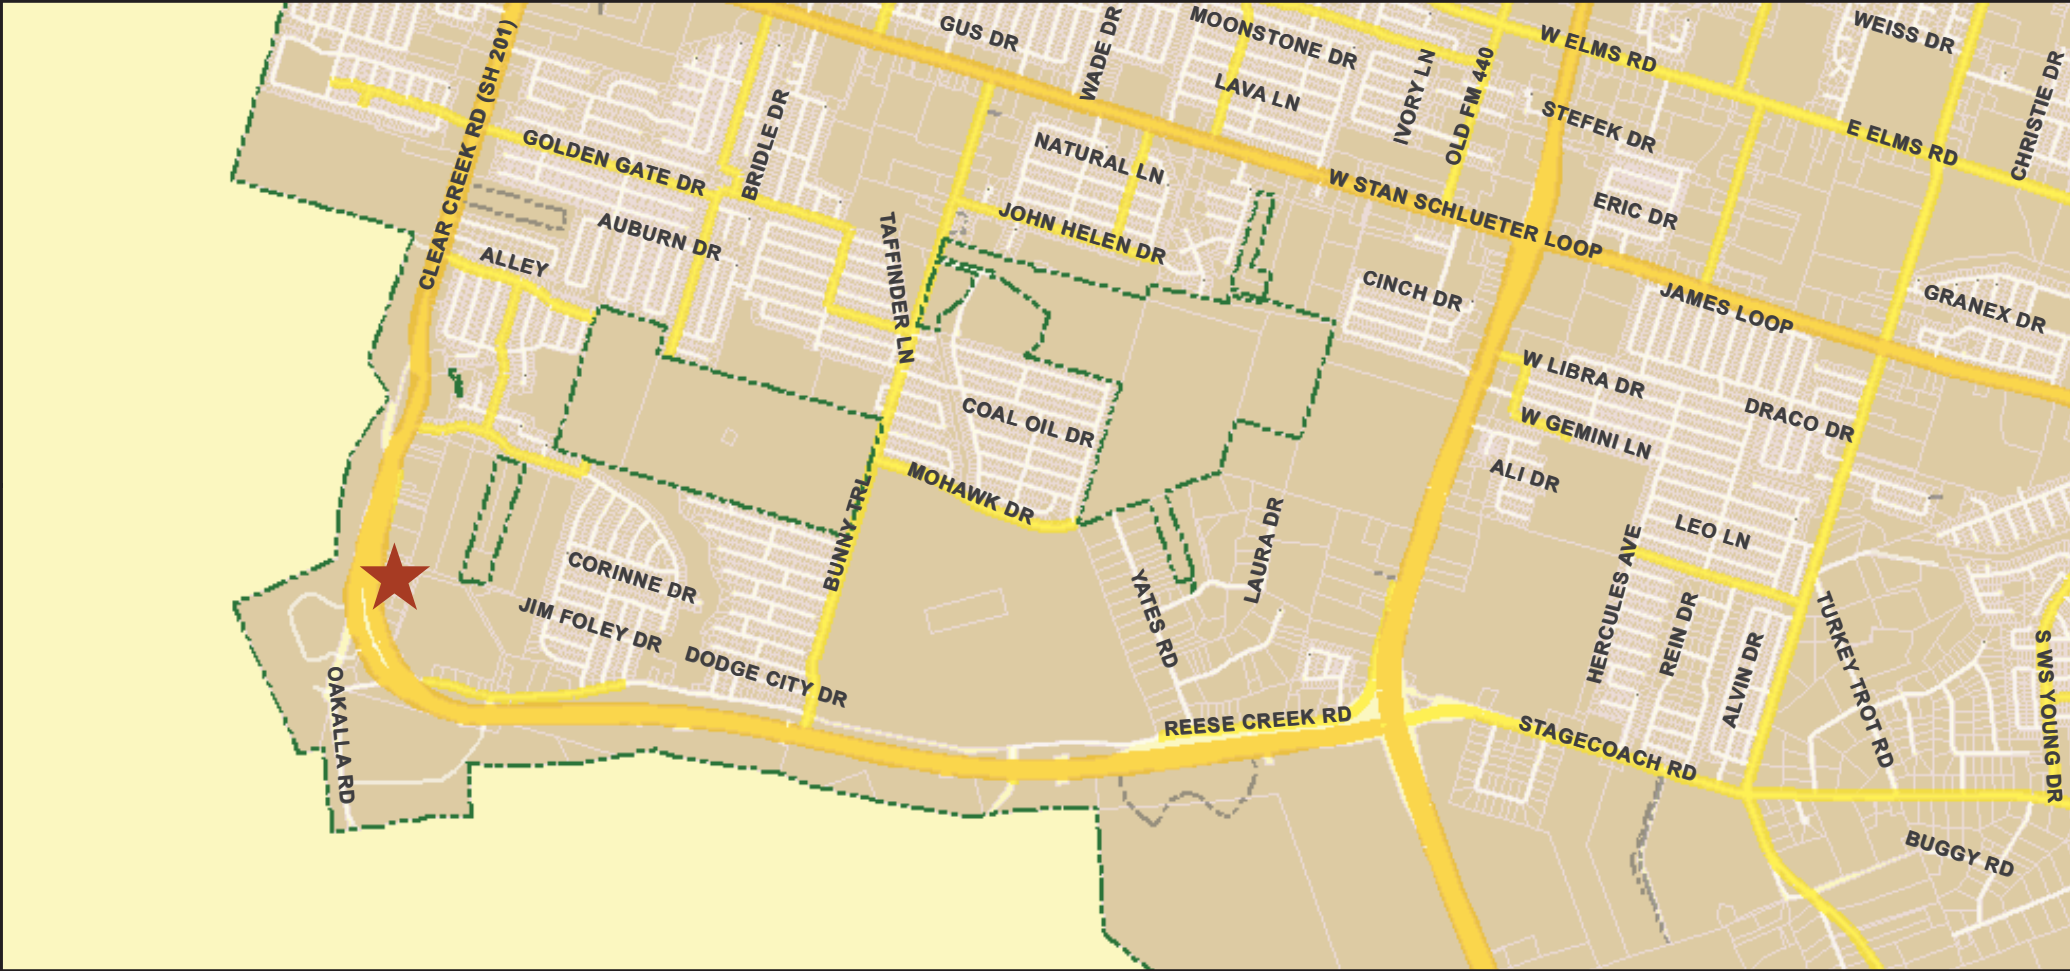 GUS DR
WADE DR
MOONSTONE DR
W ELMS RD
WEISS DR
CLEAR CREEK RD (SH 201)
BRIDLE DR
LAVA LN
IVORY LN
OLD FM 440
STEFEK DR
E ELMS RD
CHRISTIE DR
GOLDEN GATE DR
NATURAL LN
W STAN SCHLUETER LOOP
ERIC DR
AUBURN DR
TAFFINDER LN
JOHN HELEN DR
ALLEY
CINCH DR
JAMES LOOP
GRANEX DR
W LIBRA DR
COAL OIL DR
W GEMINI LN
DRACO DR
ALI DR
MOHAWK DR
BUNNY TRL
LAURA DR
LEO LN
CORINNE DR
YATES RD
HERCULES AVE
REIN DR
ALVIN DR
TURKEY TROT RD
S WS YOUNG DR
JIM FOLEY DR
DODGE CITY DR
OAKALLA RD
REESE CREEK RD
STAGECOACH RD
BUGGY RD